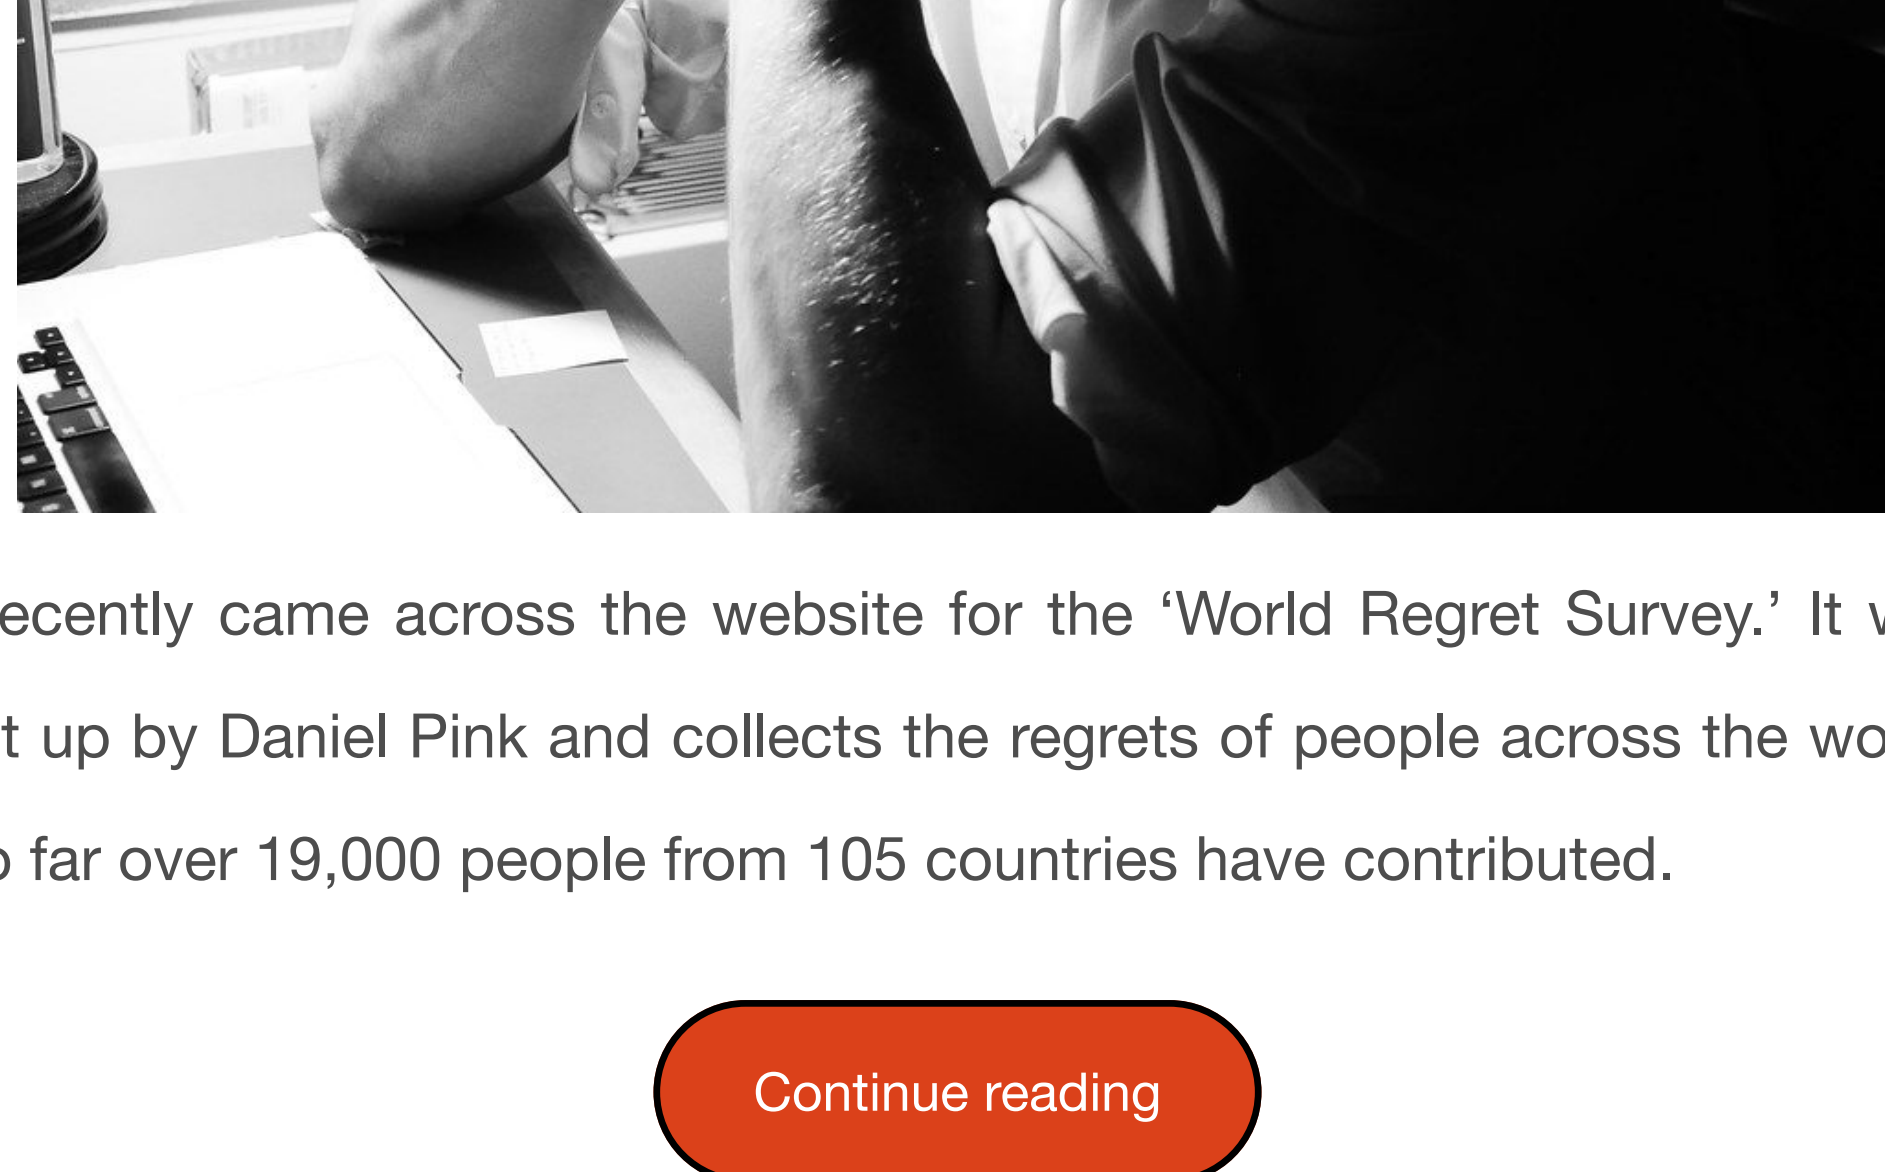 ecently came across the website for the ‘World Regret Survey.’ It w
t up by Daniel Pink and collects the regrets of people across the wo
o far over 19,000 people from 105 countries have contributed.
Continue reading